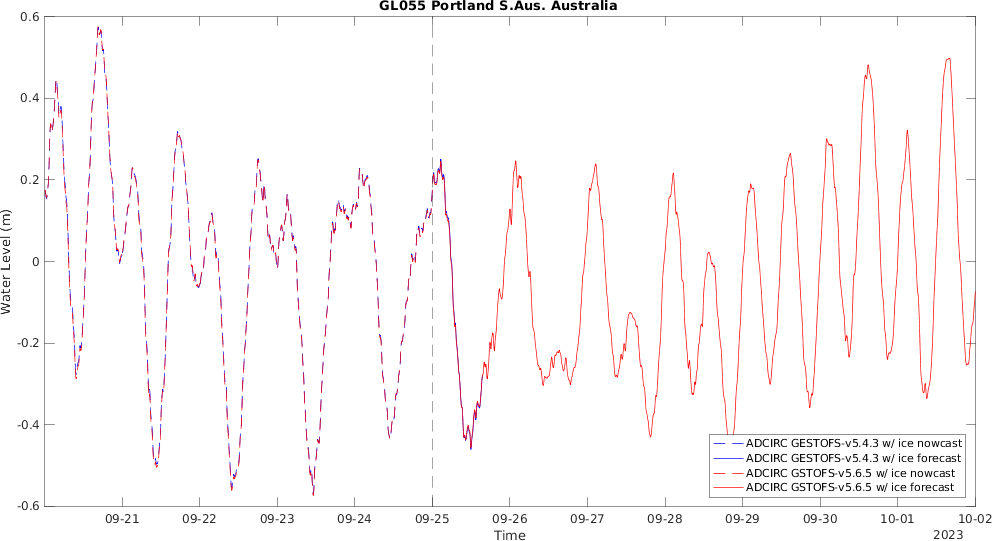 GL055 Portland S.Aus. Australia
0.6
0.4
0.2
0
-0.2
-0.4
-0.6
Water Level (m)
09-21 09-22 09-23 09-24 09-25 09-26 09-27 09-28 09-29 09-30 10-01 10-02
2023
Time
ADCIRC GESTOFS-v5.4.3 w/ ice nowcast
ADCIRC GESTOFS-v5.4.3 w/ ice forecast
ADCIRC GSTOFS-v5.6.5 w/ ice nowcast
ADCIRC GSTOFS-v5.6.5 w/ ice forecast